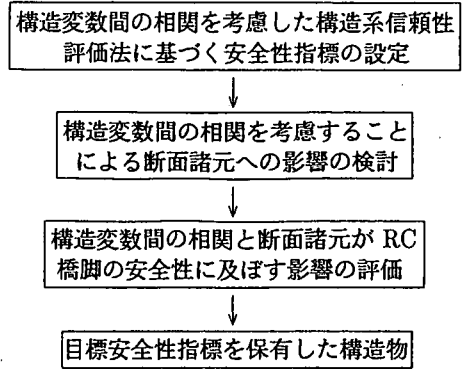 構造変数間の相関を考慮した構造系信頼性
評価法に基づく安全性指標の設定
構造変数間の相関を考慮すること
による断面諸元への影響の検討
構造変数間の相関と断面諸元が RC
橋脚の安全性に及ぼす影響の評価
目標安全性指標を保有した構造物